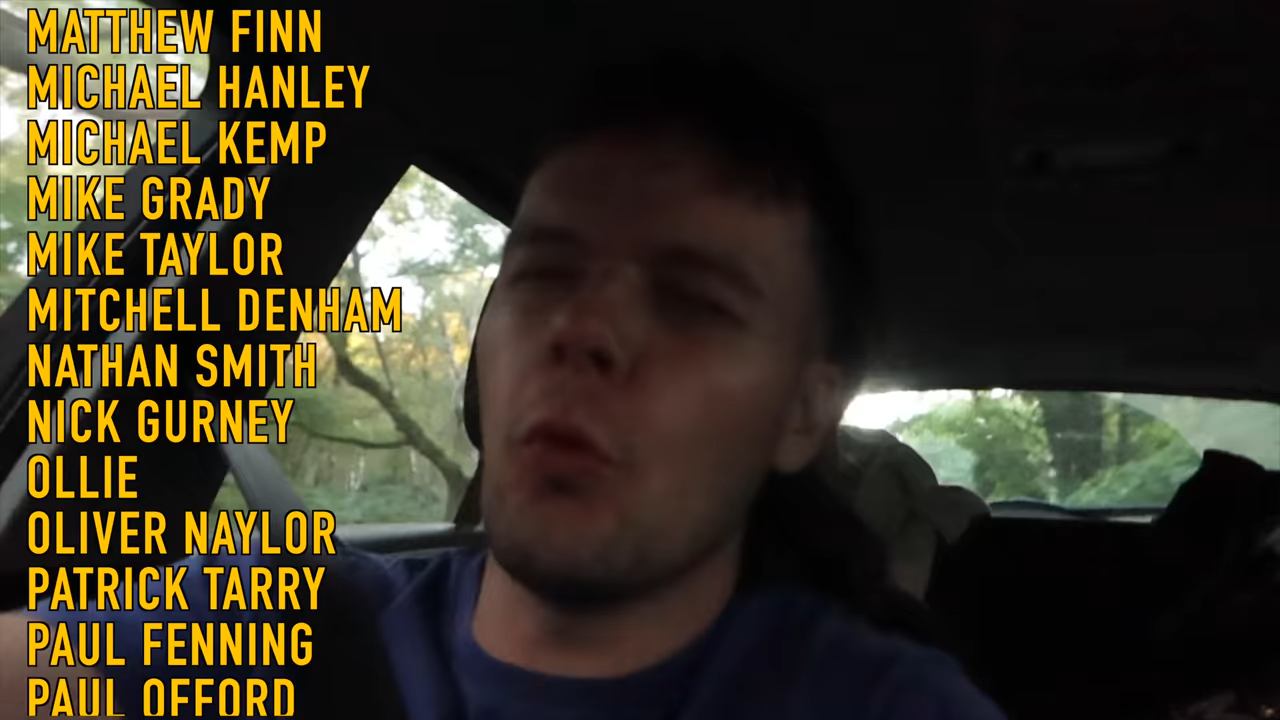 MATTHEW FINN
MICHAEL HANLEY
MICHAEL KEMP
MIKE GRADY
MIKE TAYLOR
MITCHELL DENHAM
NATHAN SMITH
NICK GURNEY
OLLIE
OLIVER NAYLOR
PATRICK TARRY
PAUL FENNING
PAUL OFFORD